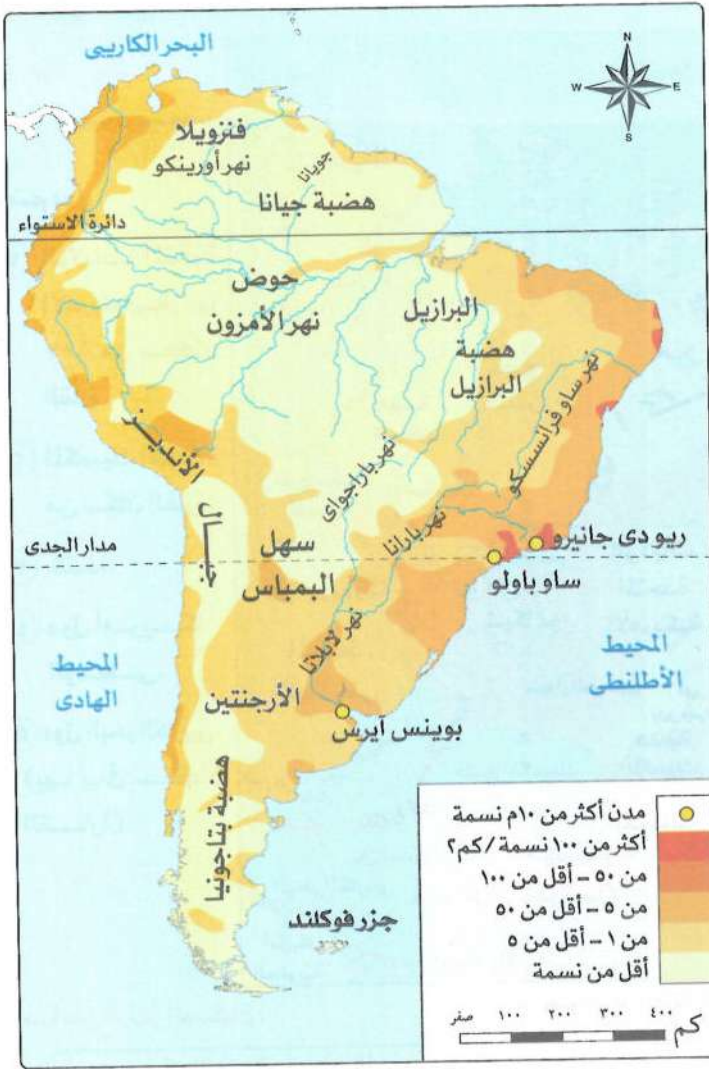 البحر الكاريبى
N
W
E
S
فنزويلا
نهر أورينكو
جويانا
هضبة جيانا
دائرة الاستواء
حوض
نهر الأمزون
البرازيل
هضبة
البرازيل
نهر ساو فرانسسكو
جبال
الأنديز
نهر باراجواى
نهر بارانا
ريو دى جانيرو
مدار الجدى
ساو باولو
سهل
البمباس
نهر لابلاتا
المحيط
الهادى
المحيط
الأطلنطى
الأرجنتين
بوينس آيرس
هضبة بتاجونيا
جزر فوكلند
مدن أكثر من ١٠م نسمة
أكثر من ١٠٠ نسمة / كم٢
من ٥٠ – أقل من ١٠٠
من ٥ – أقل من ٥٠
من ١ – أقل من ٥
أقل من نسمة
صفر ١٠٠ ٢٠٠ ٣٠٠ ٤٠٠
كم